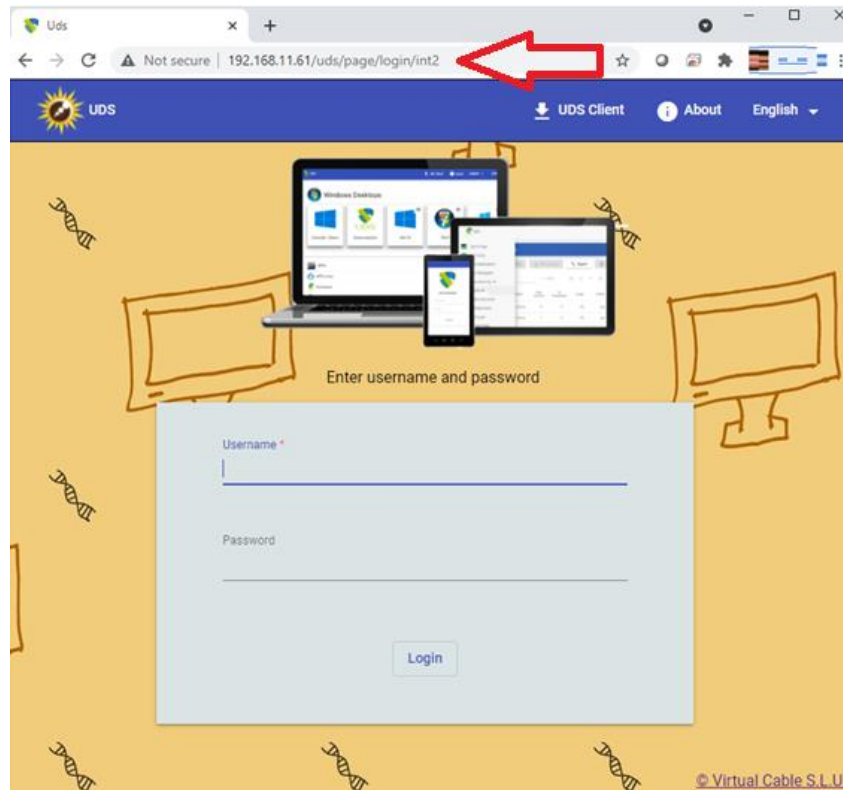 Uds
Not secure | 192.168.11.61/uds/page/login/int2
UDS
UDS Client
About
English
Windows Desktops
Enter username and password
Username *
Password
Login
© Virtual Cable S.L.U